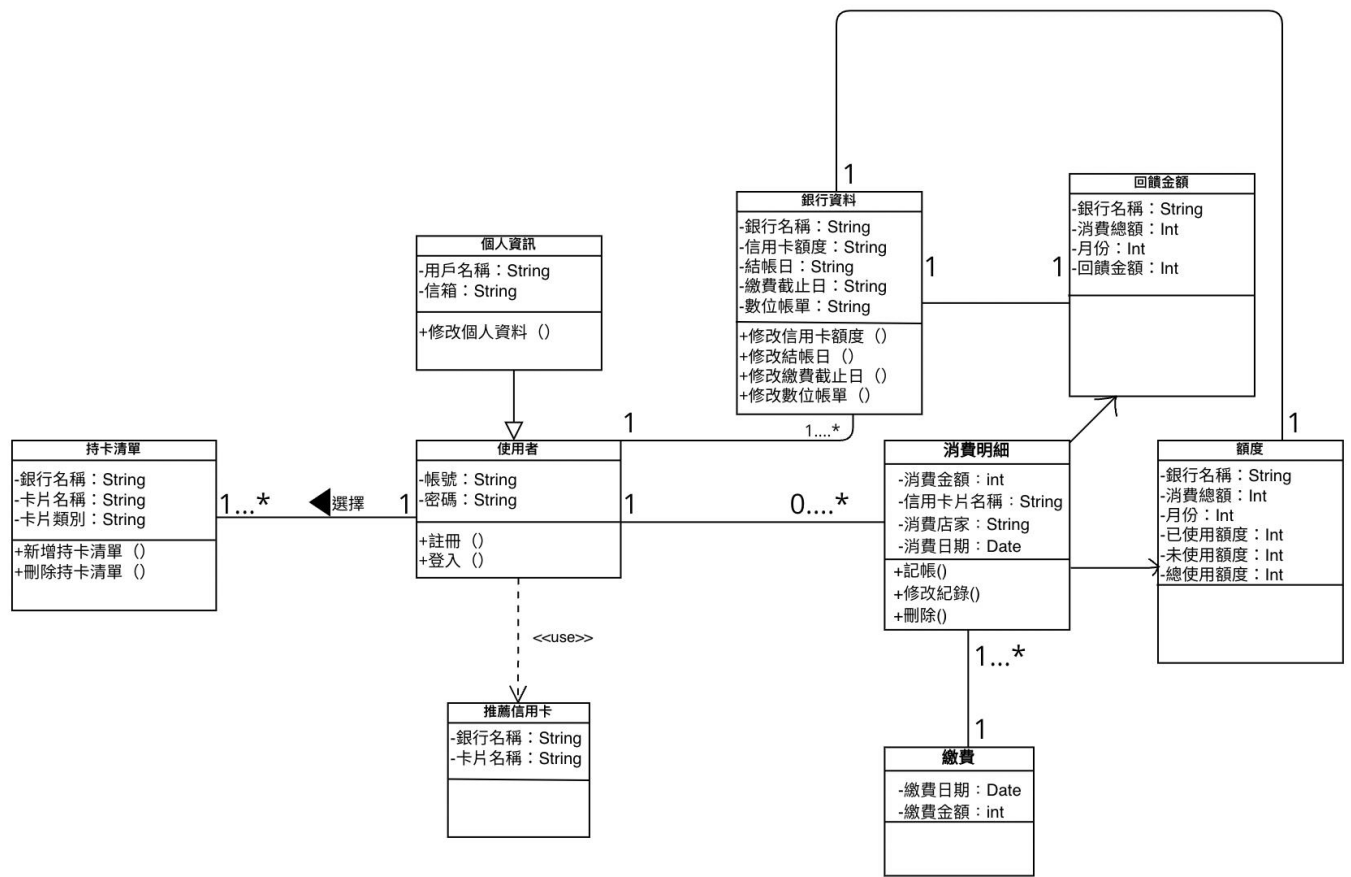 個人資訊
-用戶名稱：String
-信箱：String
+修改個人資料（）
銀行資料
-銀行名稱：String
-信用卡額度：String
-結帳日：String
-繳費截止日：String
-數位帳單：String
+修改信用卡額度（）
+修改結帳日（）
+修改繳費截止日（）
+修改數位帳單（）
1
1
1
1....*
回饋金額
-銀行名稱：String
-消費總額：Int
-月份：Int
-回饋金額：Int
持卡清單
-銀行名稱：String
-卡片名稱：String
-卡片類別：String
+新增持卡清單（）
+刪除持卡清單（）
1...*
選擇
1
使用者
-帳號：String
-密碼：String
+註冊（）
+登入（）
1
1
0....*
消費明細
-消費金額：int
-信用卡片名稱：String
-消費店家：String
-消費日期：Date
+記帳()
+修改紀錄()
+刪除()
1
額度
-銀行名稱：String
-消費總額：Int
-月份：Int
-已使用額度：Int
-未使用額度：Int
-總使用額度：Int
<<use>>
推薦信用卡
-銀行名稱：String
-卡片名稱：String
1...*
1
繳費
-繳費日期：Date
-繳費金額：int